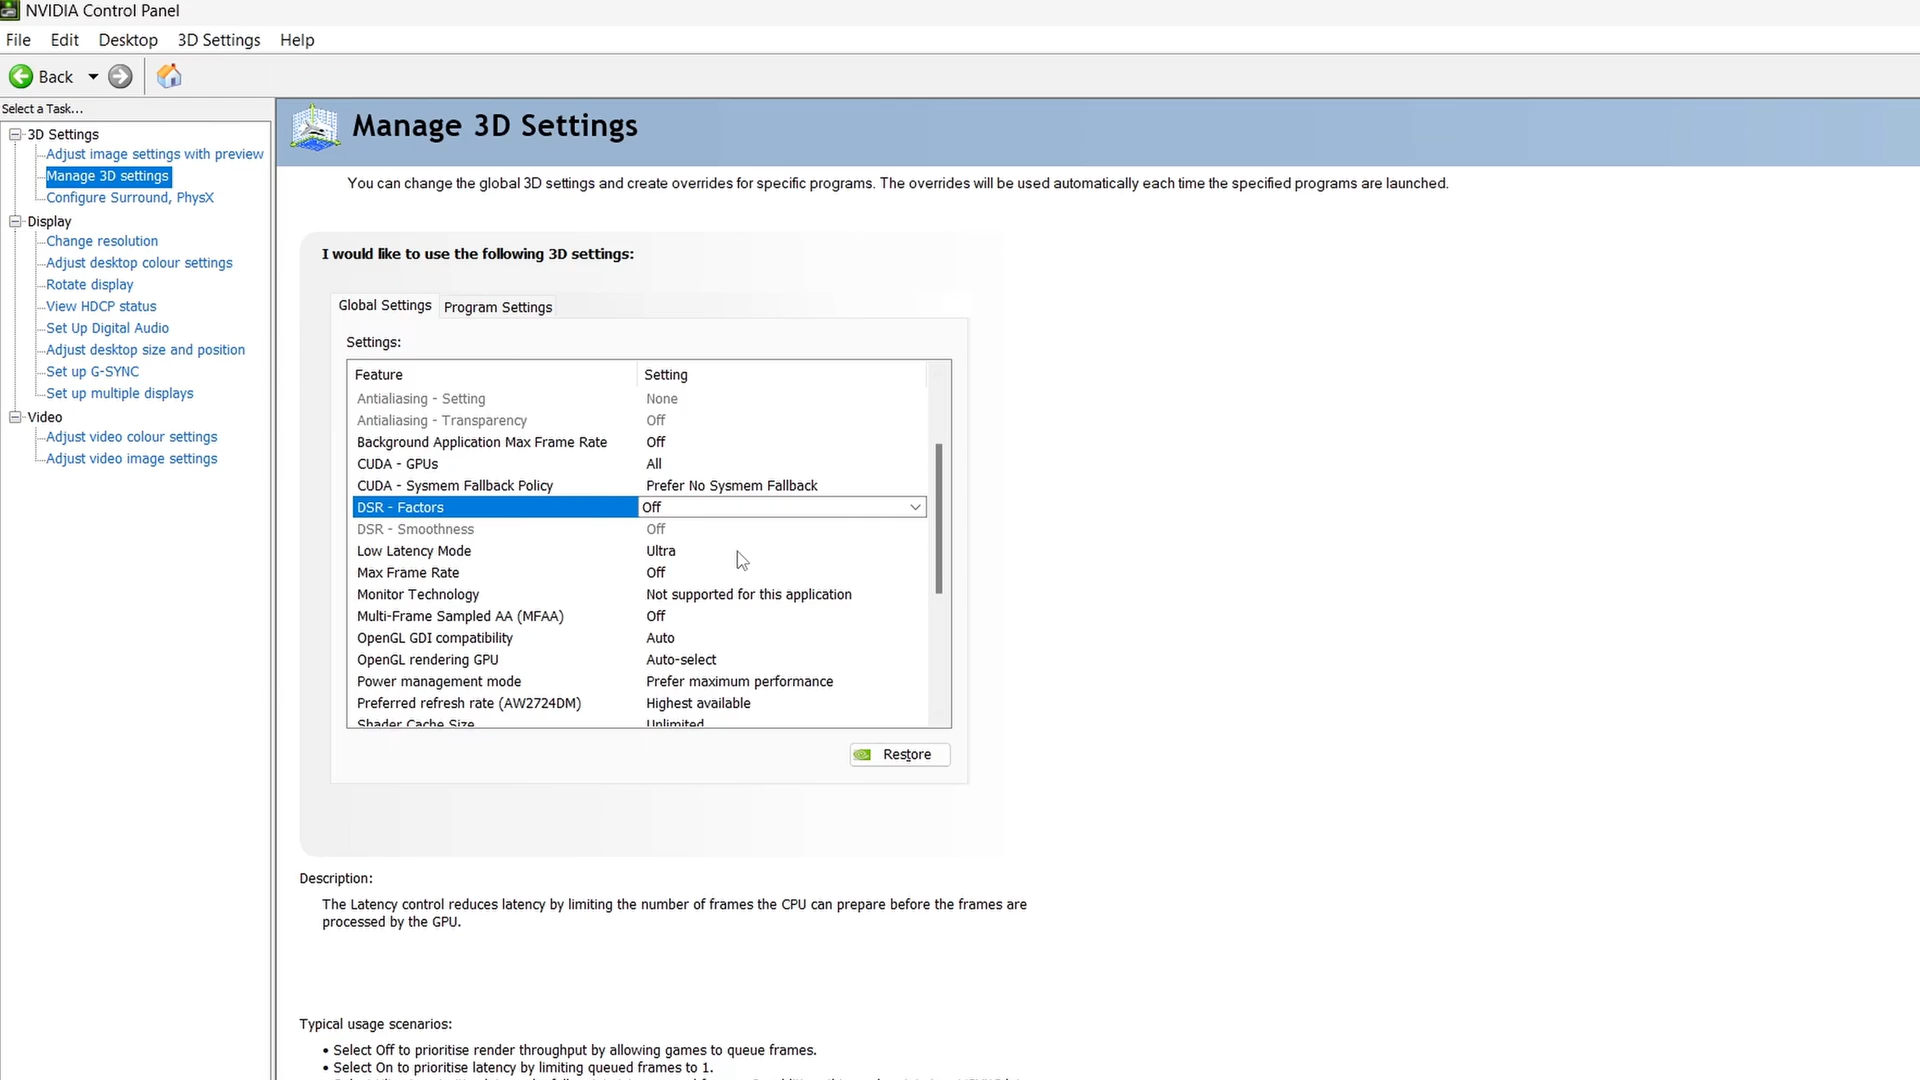 NVIDIA Control Panel
File Edit Desktop 3D Settings Help
Back
Select a Task...
3D Settings
Adjust image settings with preview
Manage 3D settings
Configure Surround, PhysX
Display
Change resolution
Adjust desktop colour settings
Rotate display
View HDCP status
Set Up Digital Audio
Adjust desktop size and position
Set up G-SYNC
Set up multiple displays
Video
Adjust video colour settings
Adjust video image settings
Manage 3D Settings
You can change the global 3D settings and create overrides for specific programs. The overrides will be used automatically each time the specified programs are launched.
I would like to use the following 3D settings:
Global Settings Program Settings
Settings:
Feature Setting
Antialiasing - Setting None
Antialiasing - Transparency Off
Background Application Max Frame Rate Off
CUDA - GPUs All
CUDA - Sysmem Fallback Policy Prefer No Sysmem Fallback
DSR - Factors Off
DSR - Smoothness Off
Low Latency Mode Ultra
Max Frame Rate Off
Monitor Technology Not supported for this application
Multi-Frame Sampled AA (MFAA) Off
OpenGL GDI compatibility Auto
OpenGL rendering GPU Auto-select
Power management mode Prefer maximum performance
Preferred refresh rate (AW2724DM) Highest available
Shader Cache Size Unlimited
Restore
Description:
The Latency control reduces latency by limiting the number of frames the CPU can prepare before the frames are
processed by the GPU.
Typical usage scenarios:
• Select Off to prioritise render throughput by allowing games to queue frames.
• Select On to prioritise latency by limiting queued frames to 1.